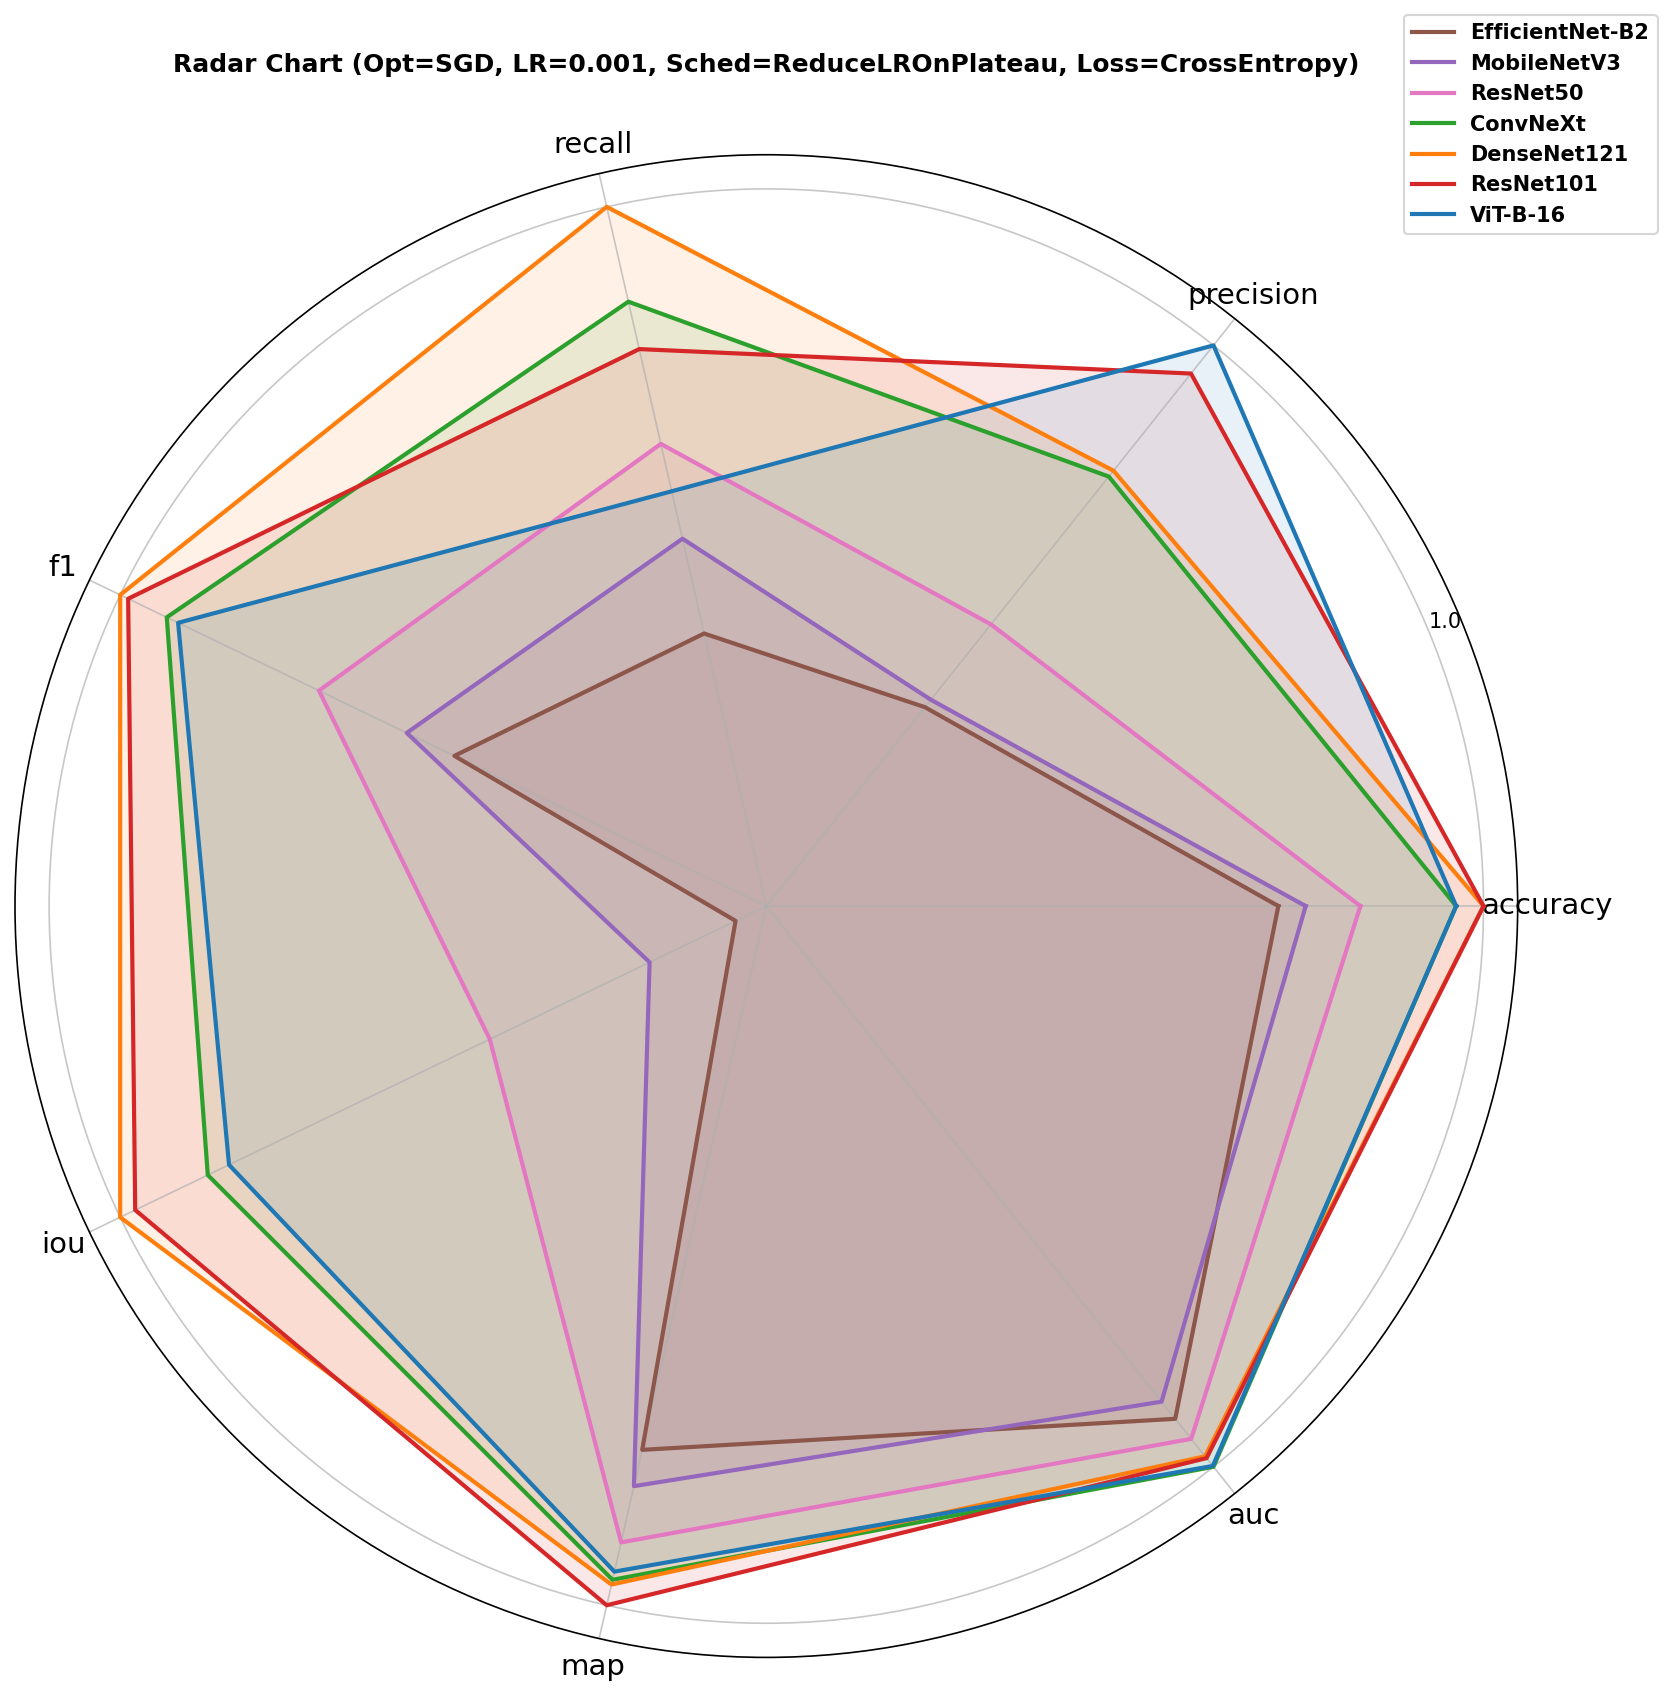 Radar Chart (Opt=SGD, LR=0.001, Sched=ReduceLROnPlateau, Loss=CrossEntropy)
EfficientNet-B2
MobileNetV3
ResNet50
ConvNeXt
DenseNet121
ResNet101
ViT-B-16
recall
precision
f1
1.0
accuracy
iou
auc
map